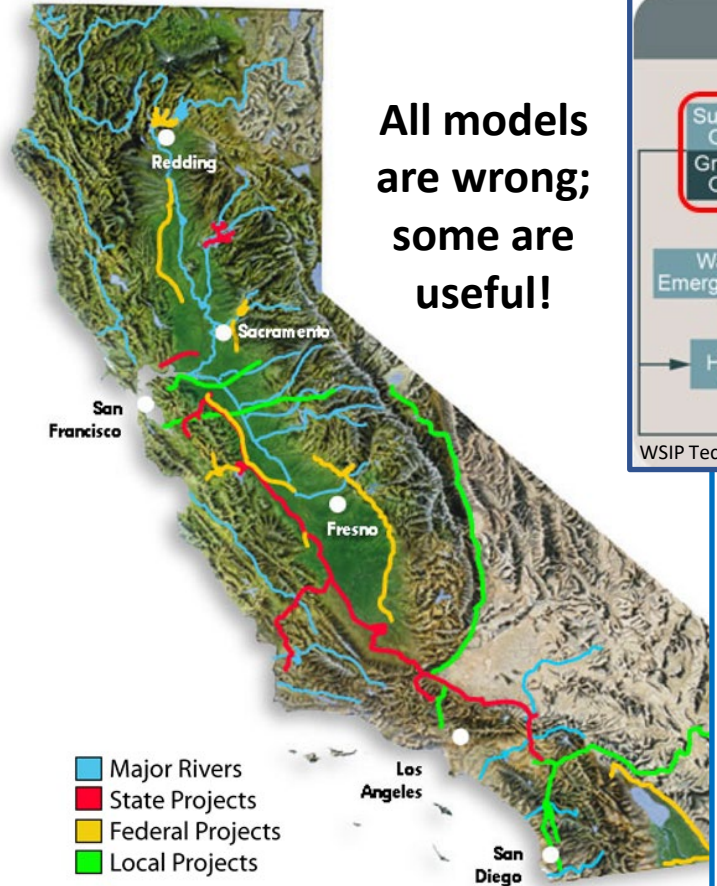 All models
are wrong;
some are
useful!
Redding
Sacramento
San
Francisco
Fresno
Los
Angeles
San
Diego
Major Rivers
State Projects
Federal Projects
Local Projects
WSIP